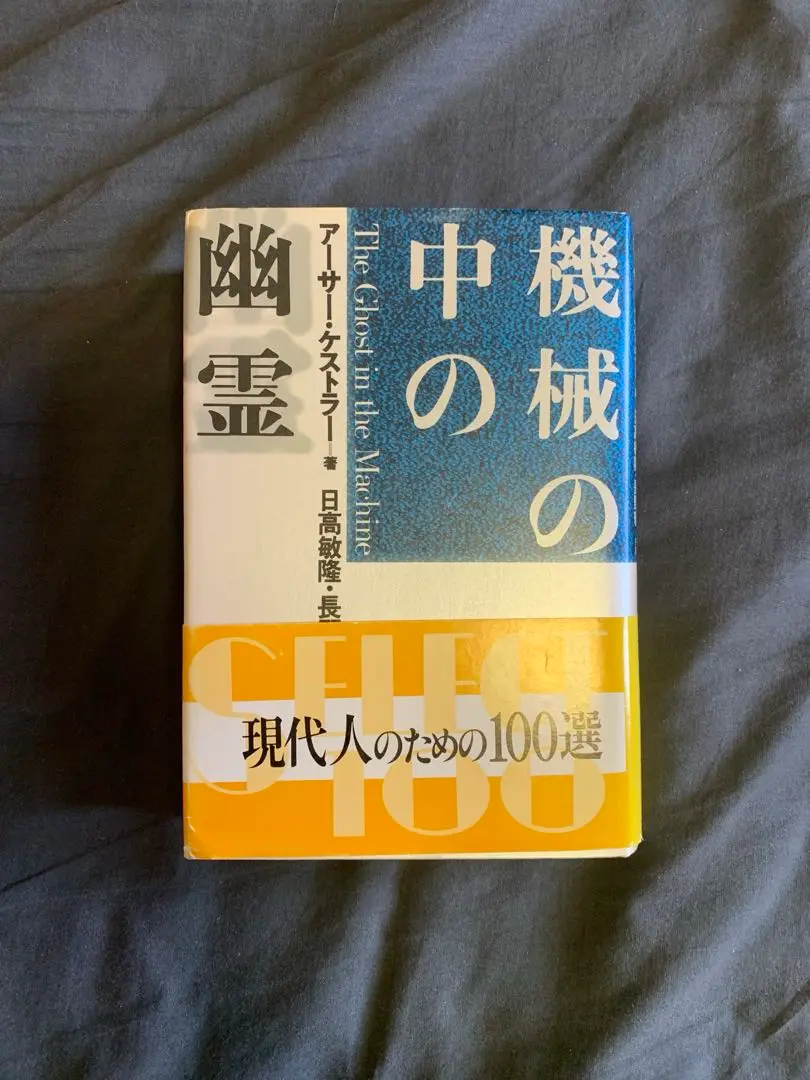 機械の
中の
The Ghost in the Machine
アーサー・ケストラー＝著 日高敏隆・長
幽霊
SELECT
100
現代人のための100選